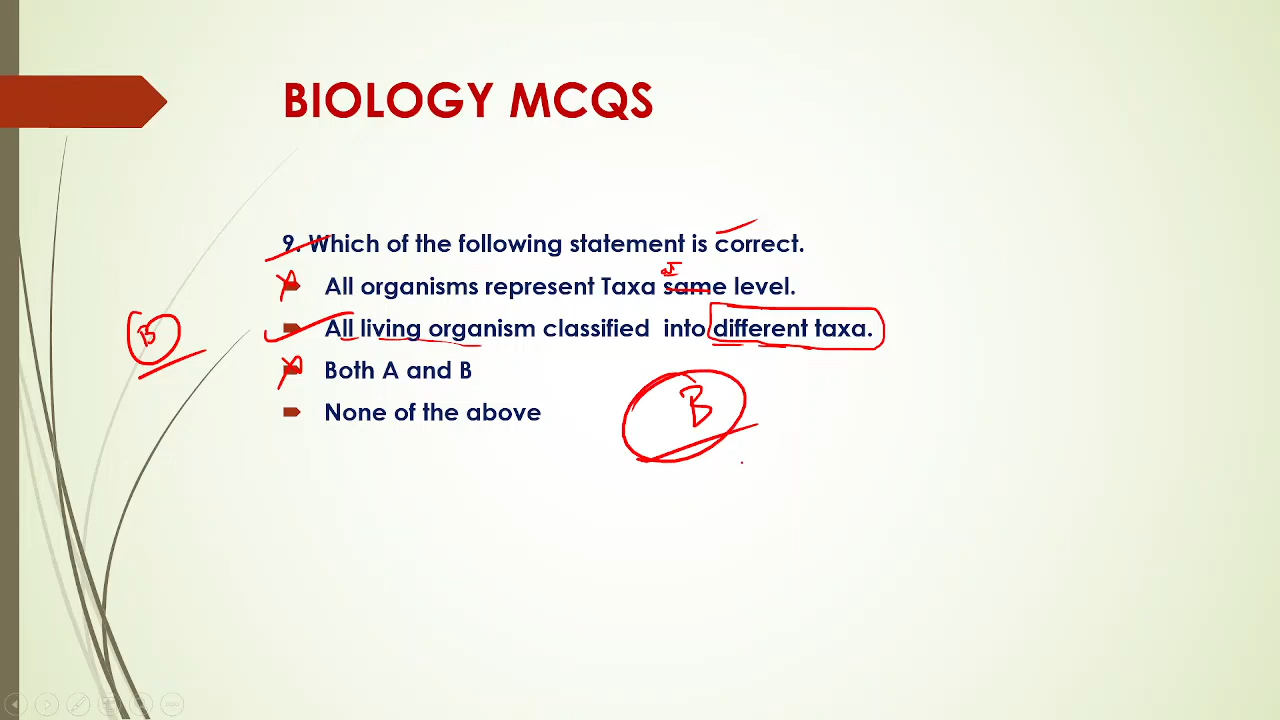 BIOLOGY MCQS
9. Which of the following statement is correct.
All organisms represent Taxa same level.
All living organism classified into different taxa.
B
Both A and B
B
None of the above